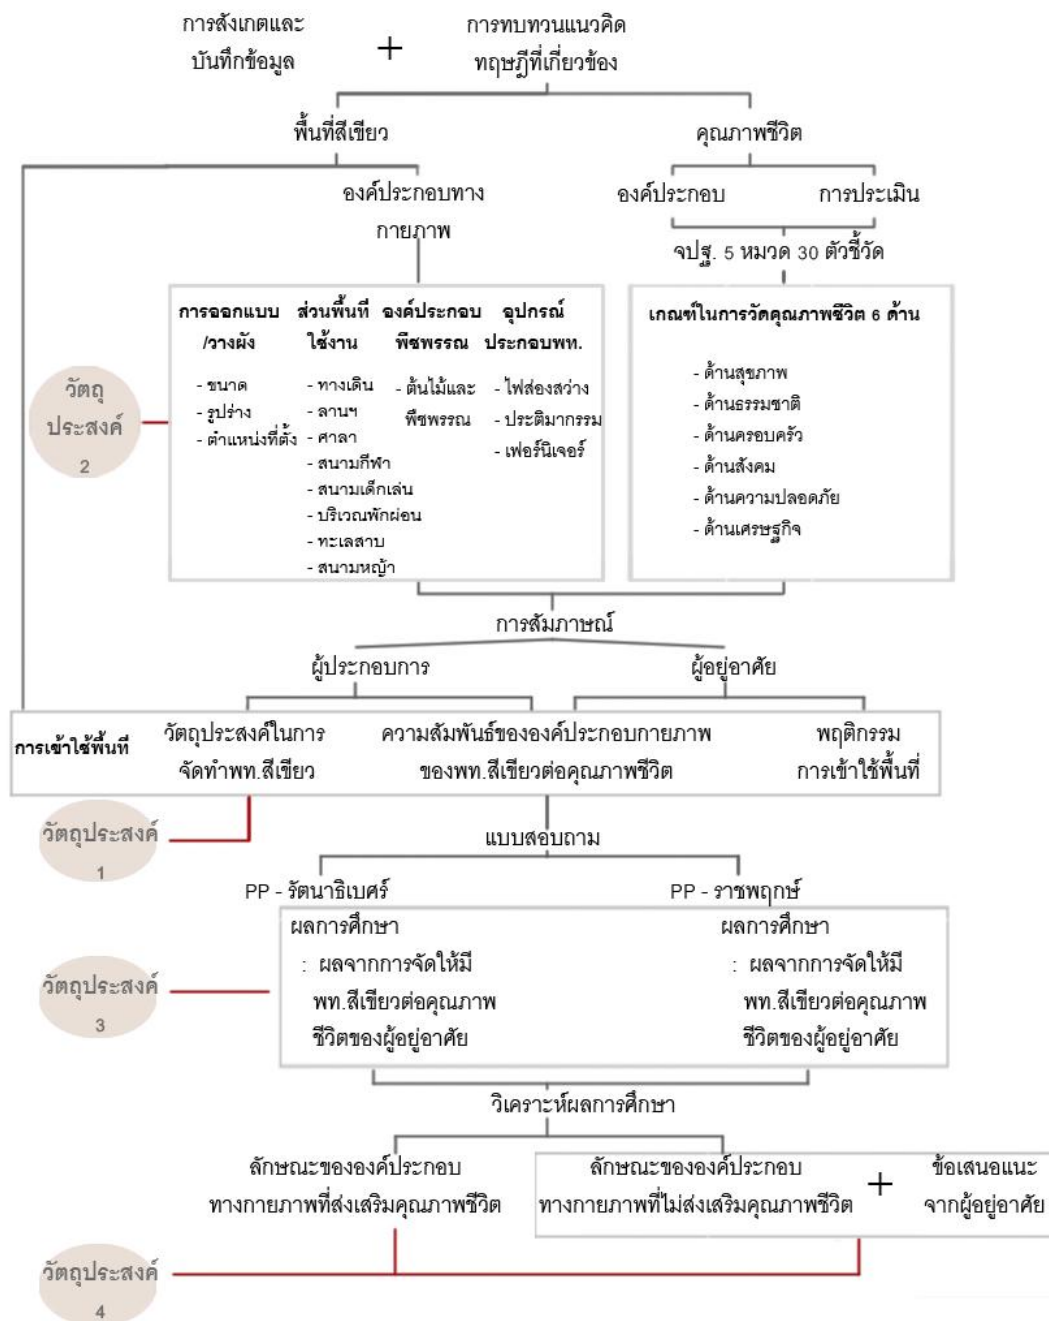 การสังเกตและ
บันทึกข้อมูล
+
การทบทวนแนวคิด
ทฤษฎีที่เกี่ยวข้อง
พื้นที่สีเขียว
คุณภาพชีวิต
องค์ประกอบทาง
กายภาพ
องค์ประกอบ
การประเมิน
จปฐ. 5 หมวด 30 ตัวชี้วัด
วัตถุ
ประสงค์
2
การออกแบบ
/วางผัง
- ขนาด
- รูปร่าง
- ตำแหน่งที่ตั้ง
ส่วนพื้นที่
ใช้งาน
- ทางเดิน
- ลานฯ
- ศาลา
- สนามกีฬา
- สนามเด็กเล่น
- บริเวณพักผ่อน
- ทะเลสาบ
- สนามหญ้า
องค์ประกอบ
พืชพรรณ
- ต้นไม้และ
พืชพรรณ
อุปกรณ์
ประกอบพท.
- ไฟส่องสว่าง
- ประติมากรรม
- เฟอร์นิเจอร์
เกณฑ์ในการวัดคุณภาพชีวิต 6 ด้าน
- ด้านสุขภาพ
- ด้านธรรมชาติ
- ด้านครอบครัว
- ด้านสังคม
- ด้านความปลอดภัย
- ด้านเศรษฐกิจ
การสัมภาษณ์
ผู้ประกอบการ
ผู้อยู่อาศัย
การเข้าใช้พื้นที่
วัตถุประสงค์ในการ
จัดทำพท.สีเขียว
ความสัมพันธ์ขององค์ประกอบกายภาพ
ของพท.สีเขียวต่อคุณภาพชีวิต
พฤติกรรม
การเข้าใช้พื้นที่
วัตถุประสงค์
1
แบบสอบถาม
PP - รัตนาธิเบศร์
PP - ราชพฤกษ์
วัตถุประสงค์
3
ผลการศึกษา
: ผลจากการจัดให้มี
พท.สีเขียวต่อคุณภาพ
ชีวิตของผู้อยู่อาศัย
ผลการศึกษา
: ผลจากการจัดให้มี
พท.สีเขียวต่อคุณภาพ
ชีวิตของผู้อยู่อาศัย
วิเคราะห์ผลการศึกษา
ลักษณะขององค์ประกอบ
ทางกายภาพที่ส่งเสริมคุณภาพชีวิต
ลักษณะขององค์ประกอบ
ทางกายภาพที่ไม่ส่งเสริมคุณภาพชีวิต
+
ข้อเสนอแนะ
จากผู้อยู่อาศัย
วัตถุประสงค์
4